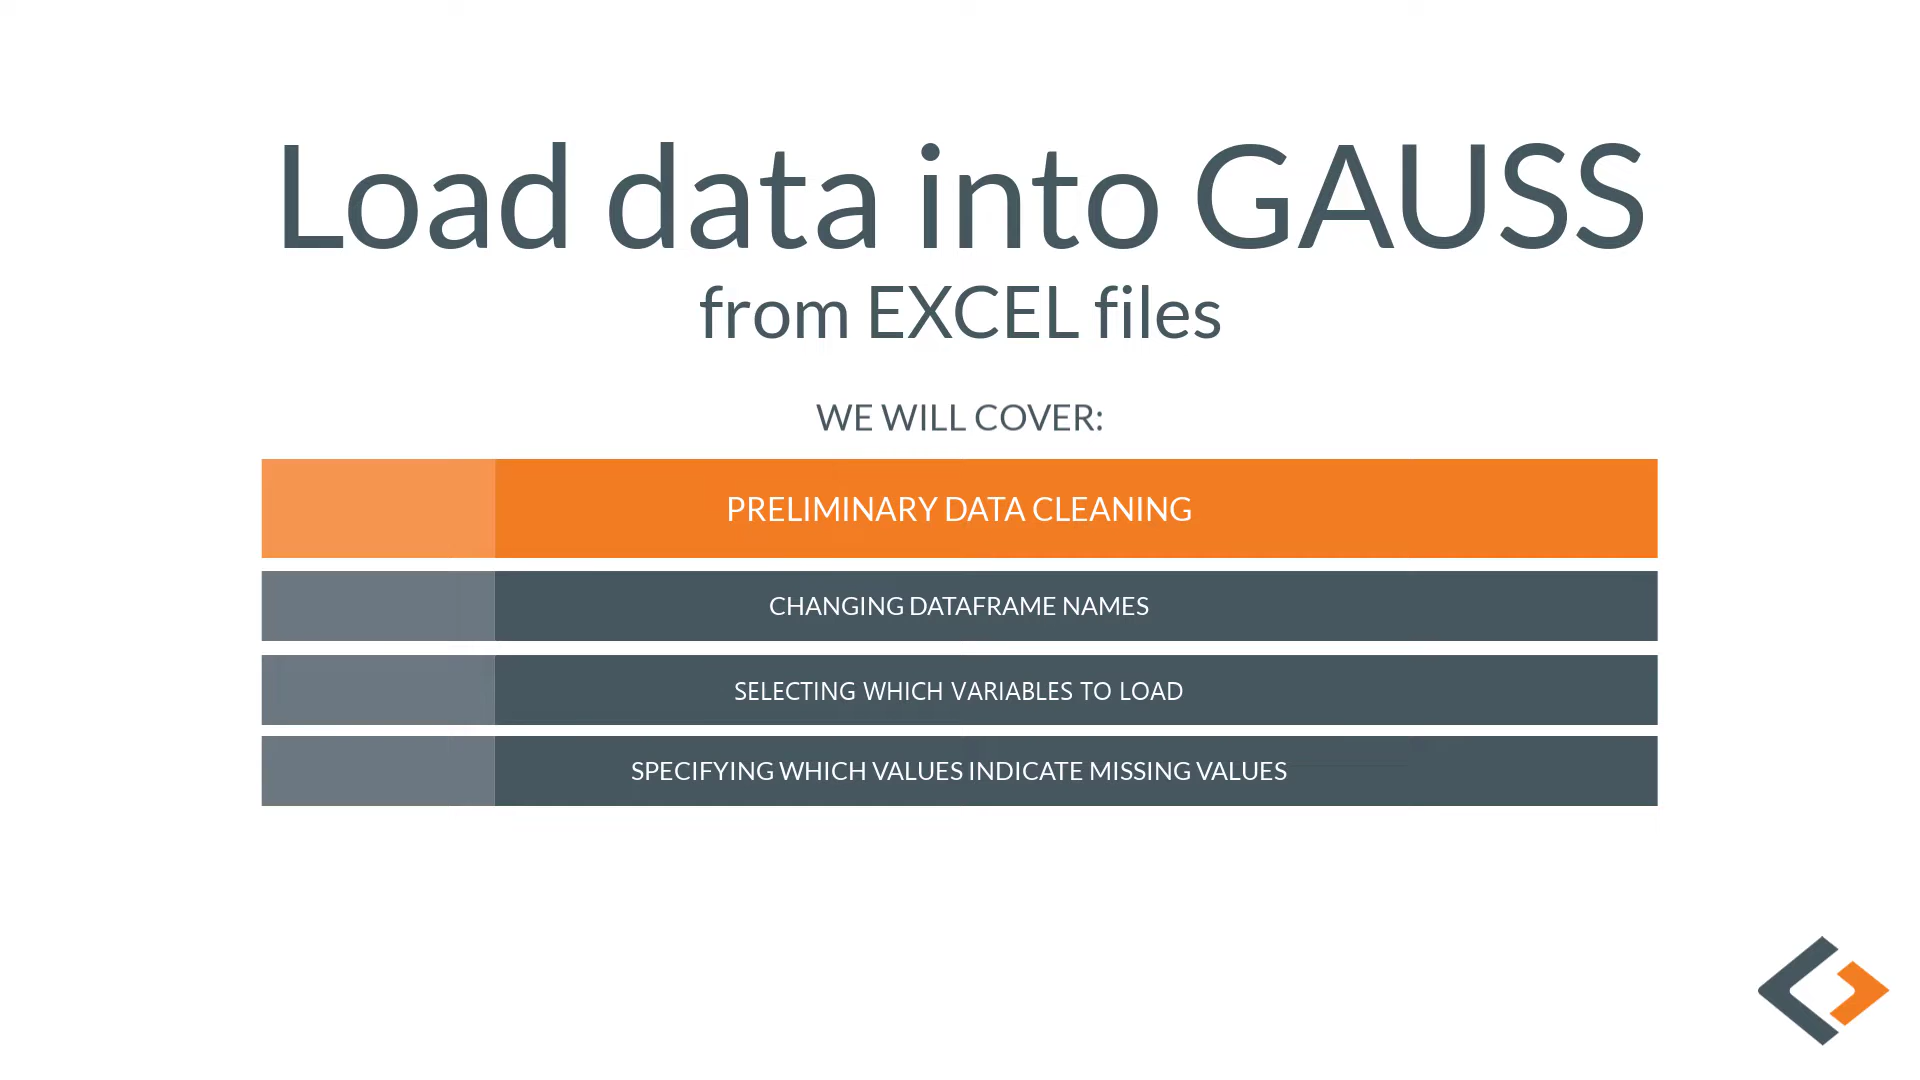 Load data into GAUSS
from EXCEL files
WE WILL COVER:
PRELIMINARY DATA CLEANING
CHANGING DATAFRAME NAMES
SELECTING WHICH VARIABLES TO LOAD
SPECIFYING WHICH VALUES INDICATE MISSING VALUES